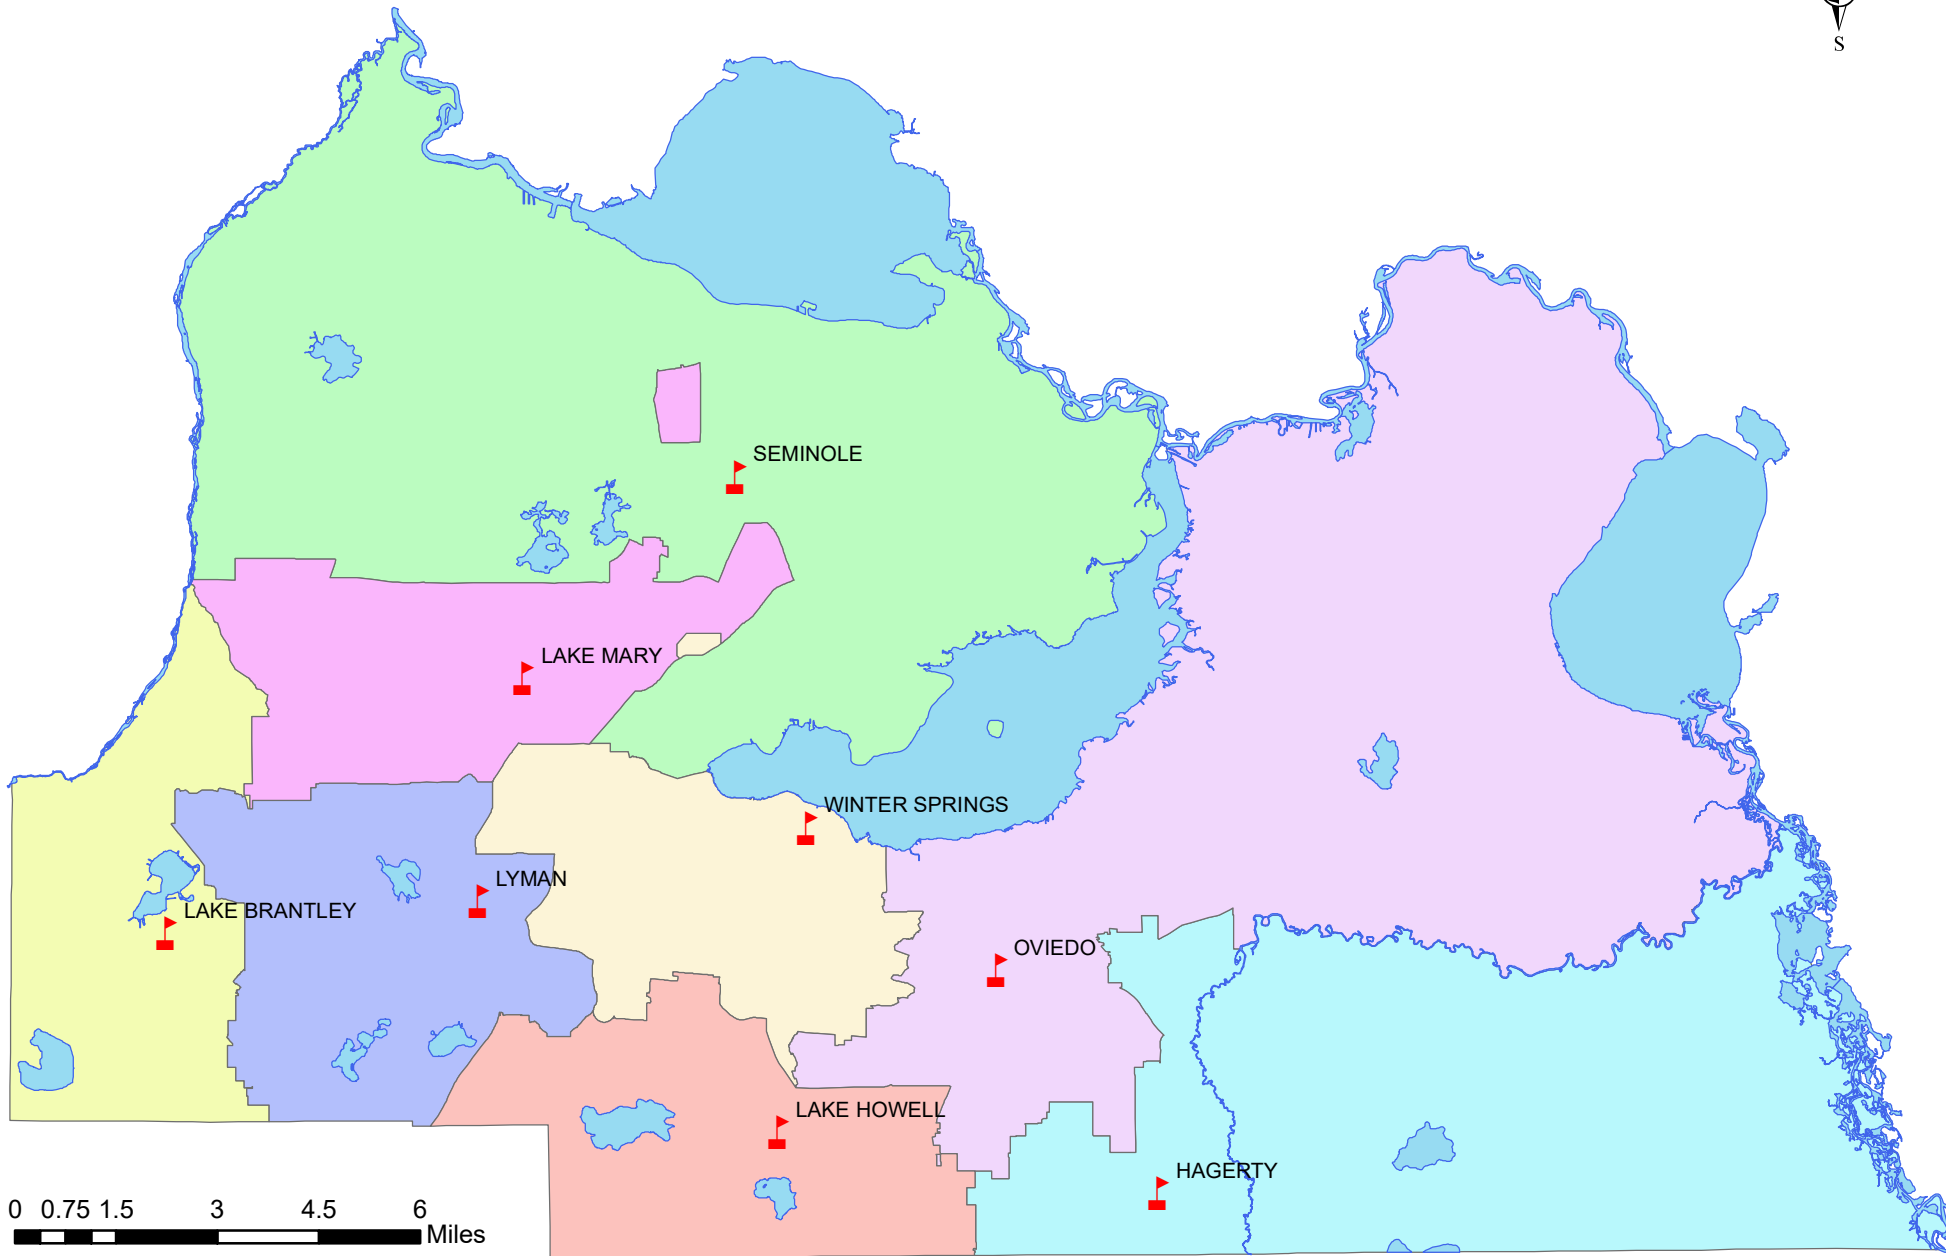 S
SEMINOLE
LAKE MARY
WINTER SPRINGS
LYMAN
LAKE BRANTLEY
OVIEDO
LAKE HOWELL
HAGERTY
0 0.75 1.5 3 4.5 6
Miles